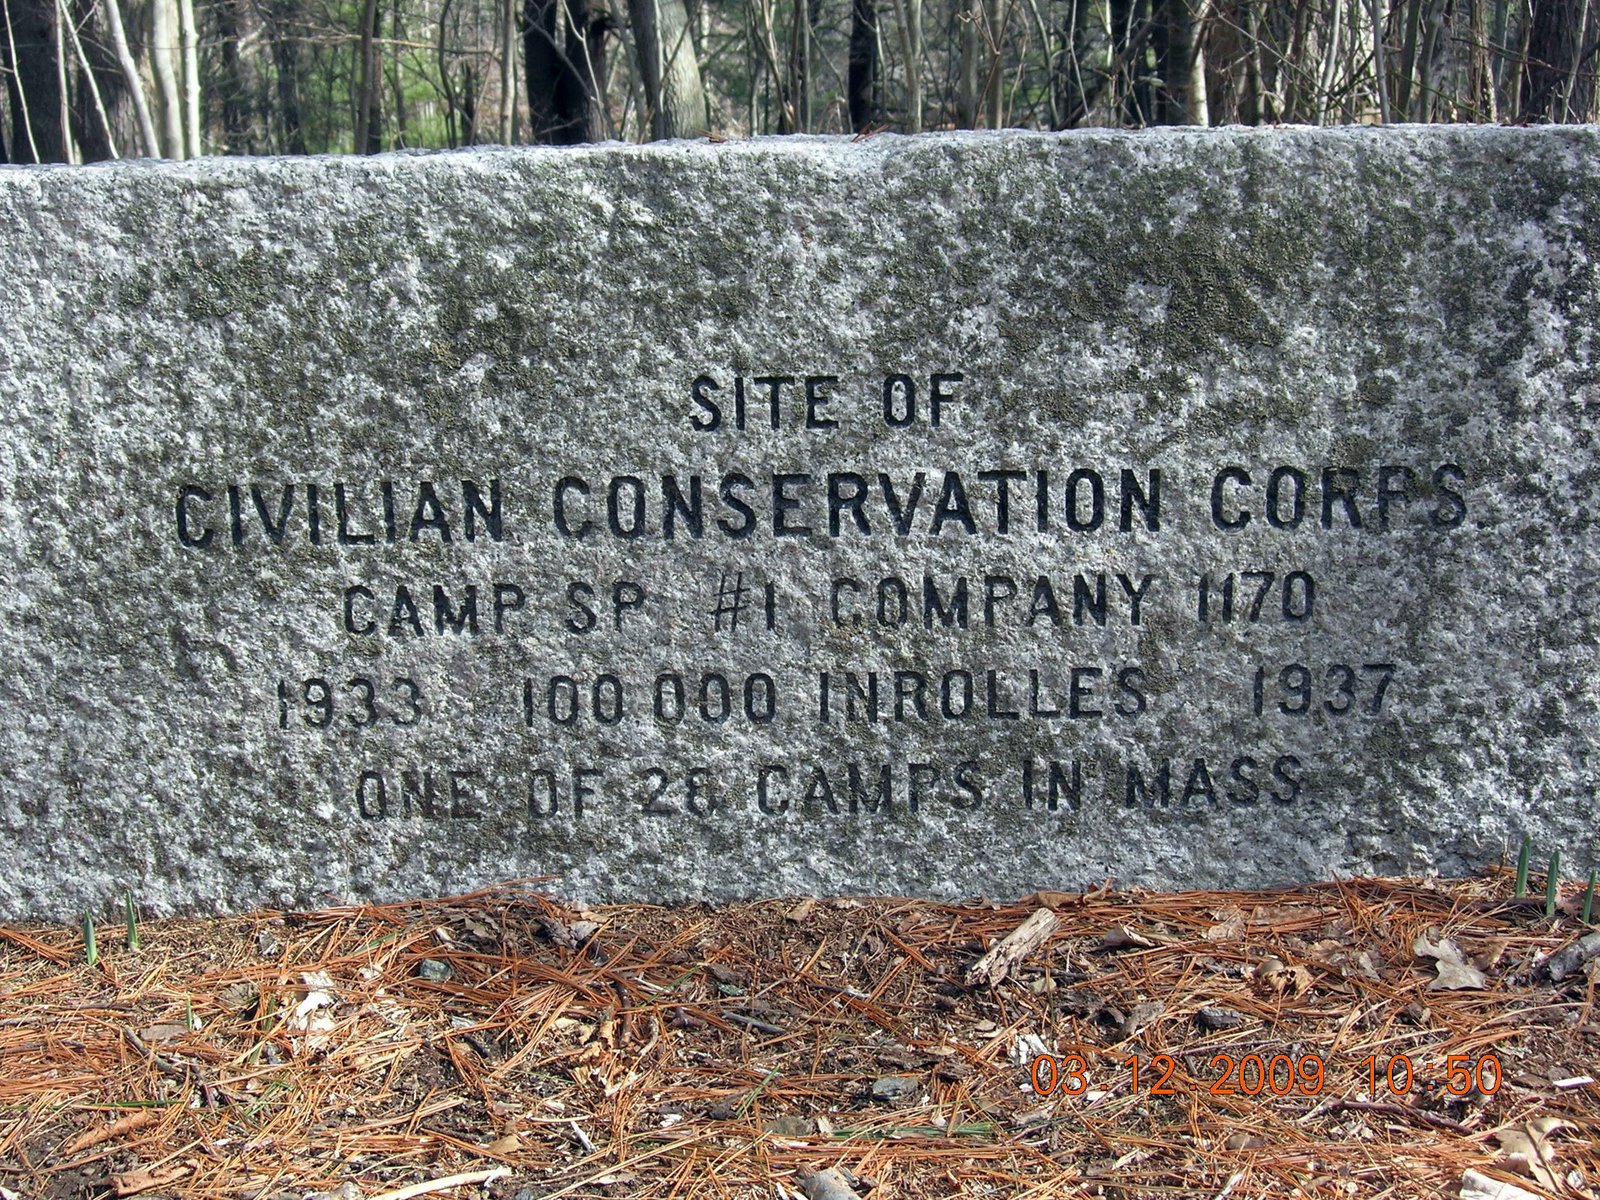 SITE OF
CIVILIAN CONSERVATION CORPS.
CAMP SP #1 COMPANY 1170
1933 100 000 INROLLES 1937
ONE OF 28 CAMPS IN MASS
03.12.2009 10:50